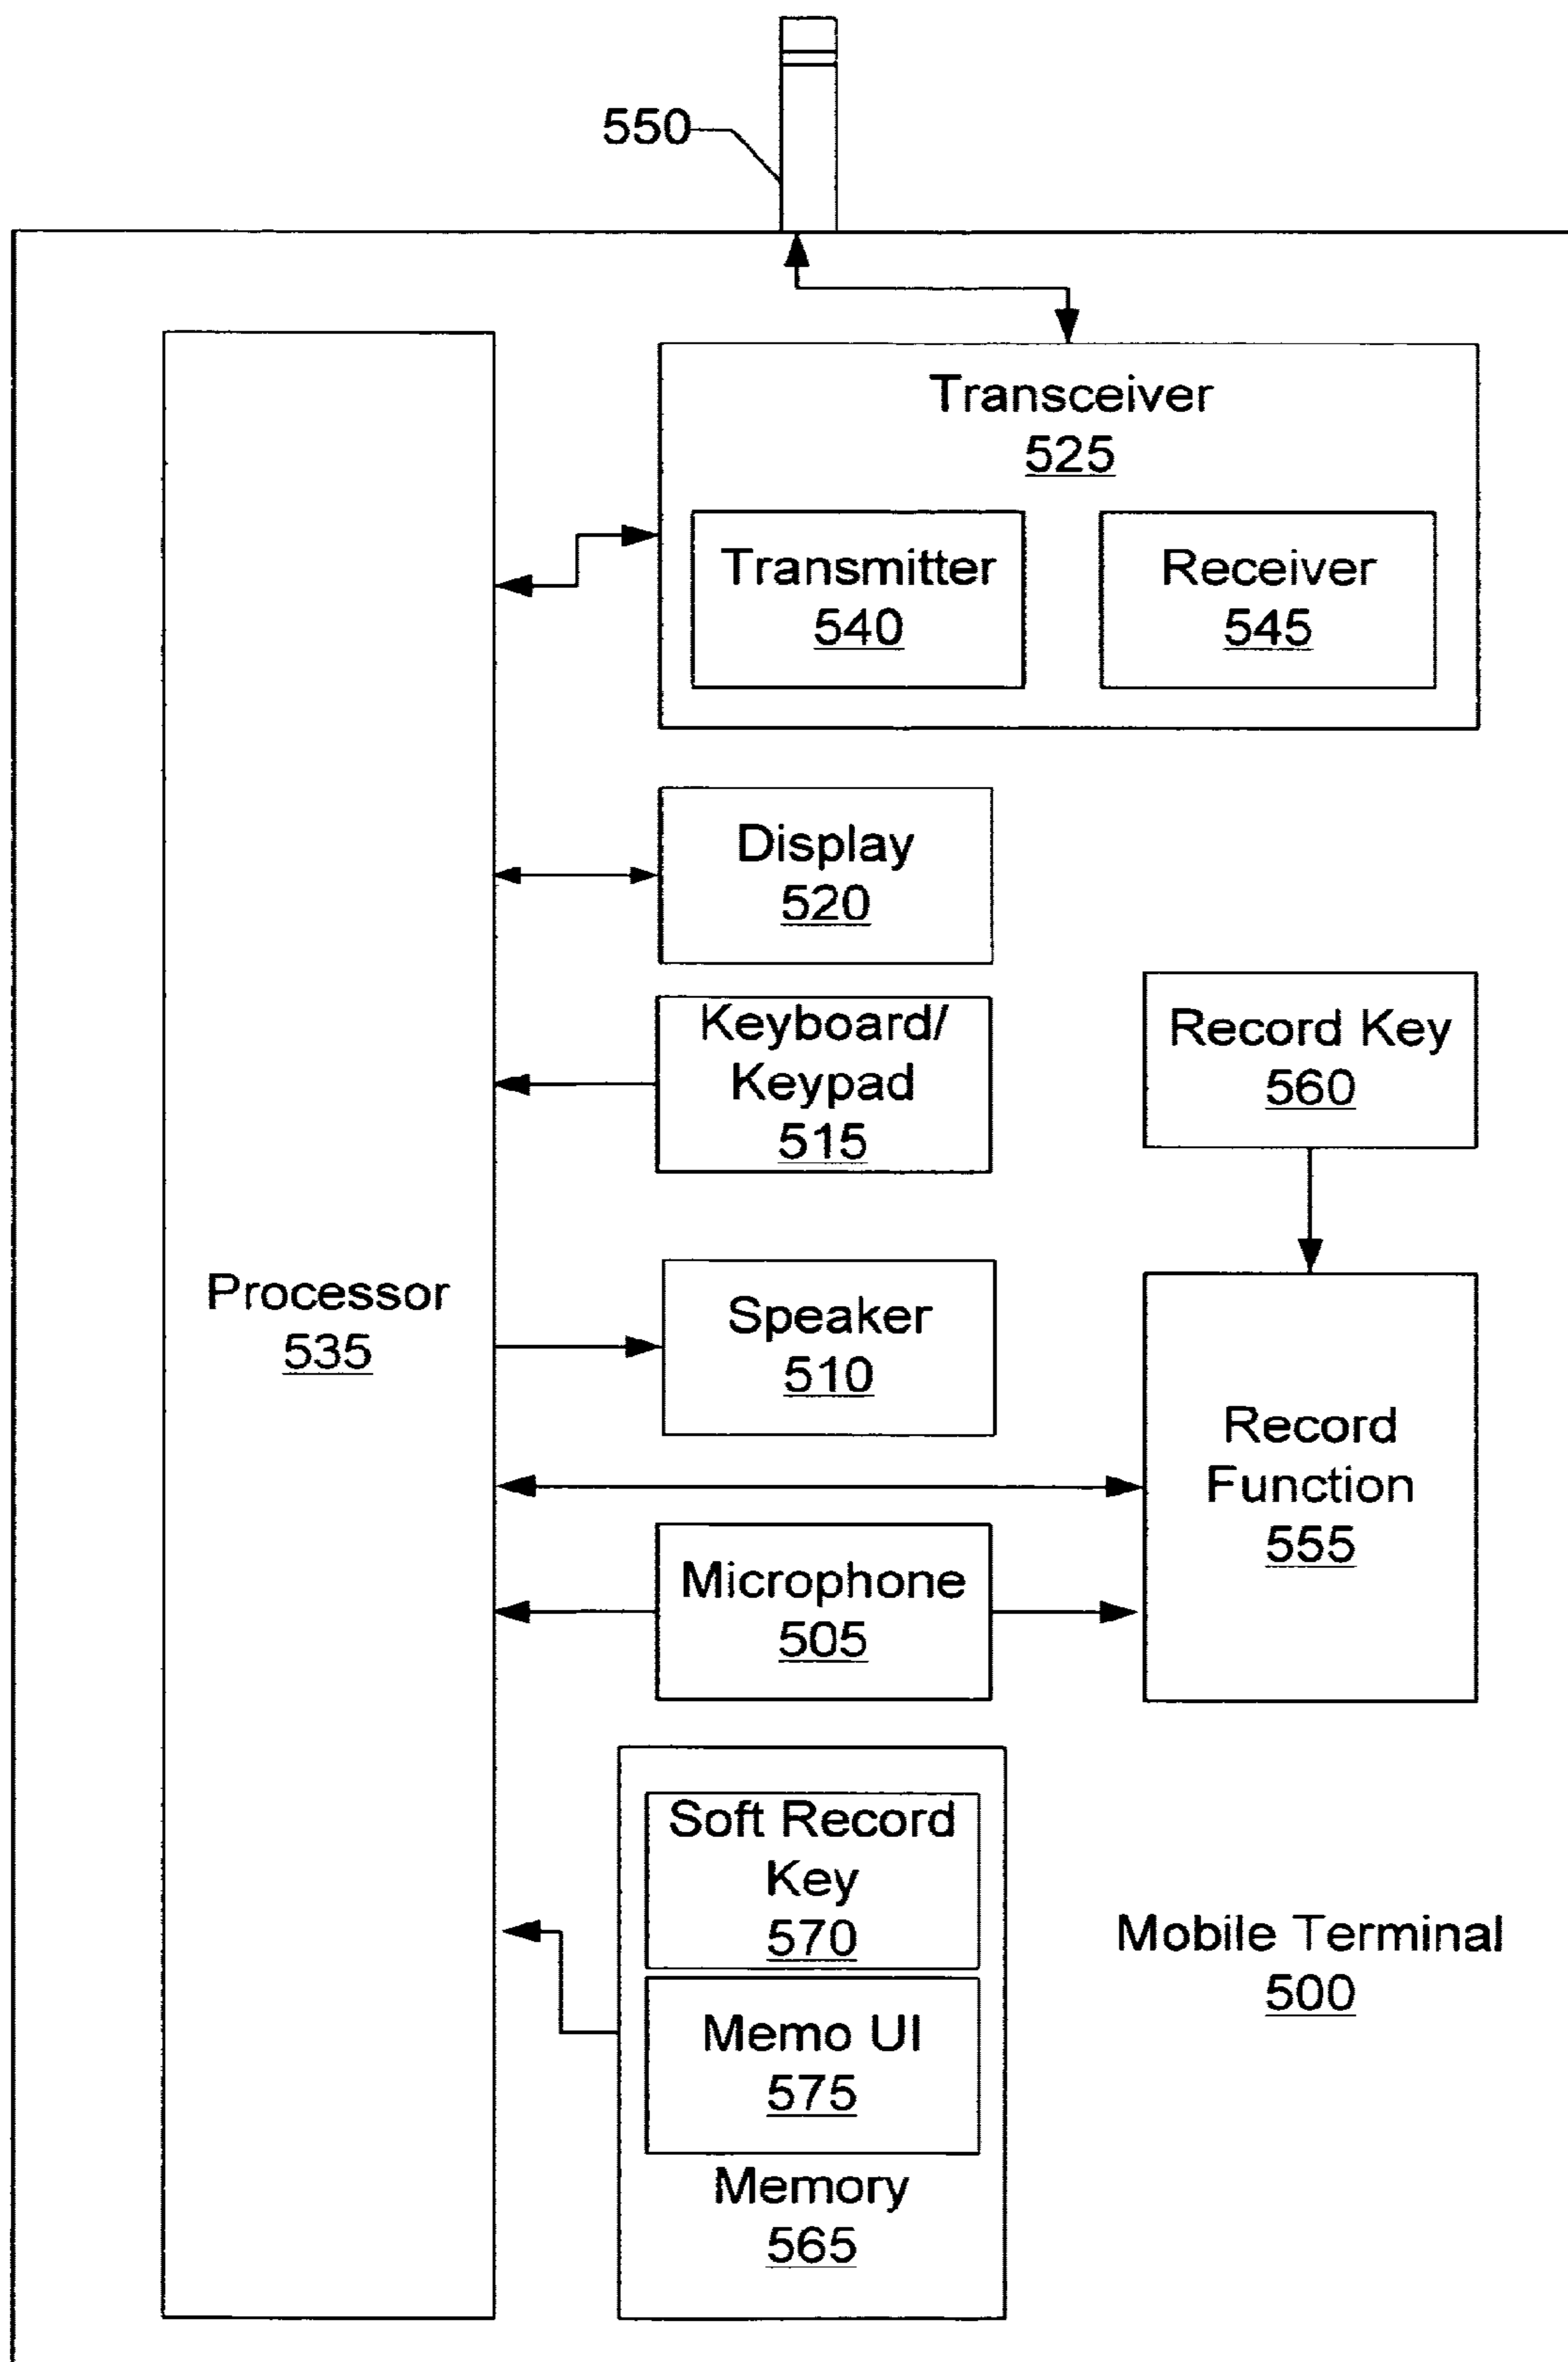 550
Transceiver
525
Transmitter
540
Receiver
545
Display
520
Keyboard/
Keypad
515
Record Key
560
Processor
535
Speaker
510
Record
Function
555
Microphone
505
Soft Record
Key
570
Memo UI
575
Memory
565
Mobile Terminal
500